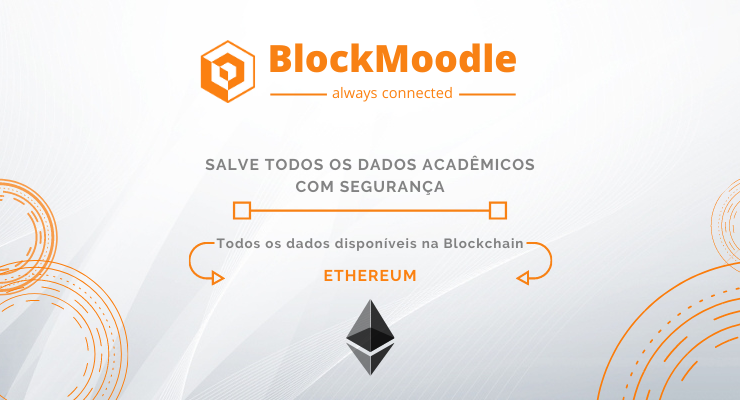 BlockMoodle
always connected
SALVE TODOS OS DADOS ACADÊMICOS
COM SEGURANÇA
Todos os dados disponíveis na Blockchain
ETHEREUM